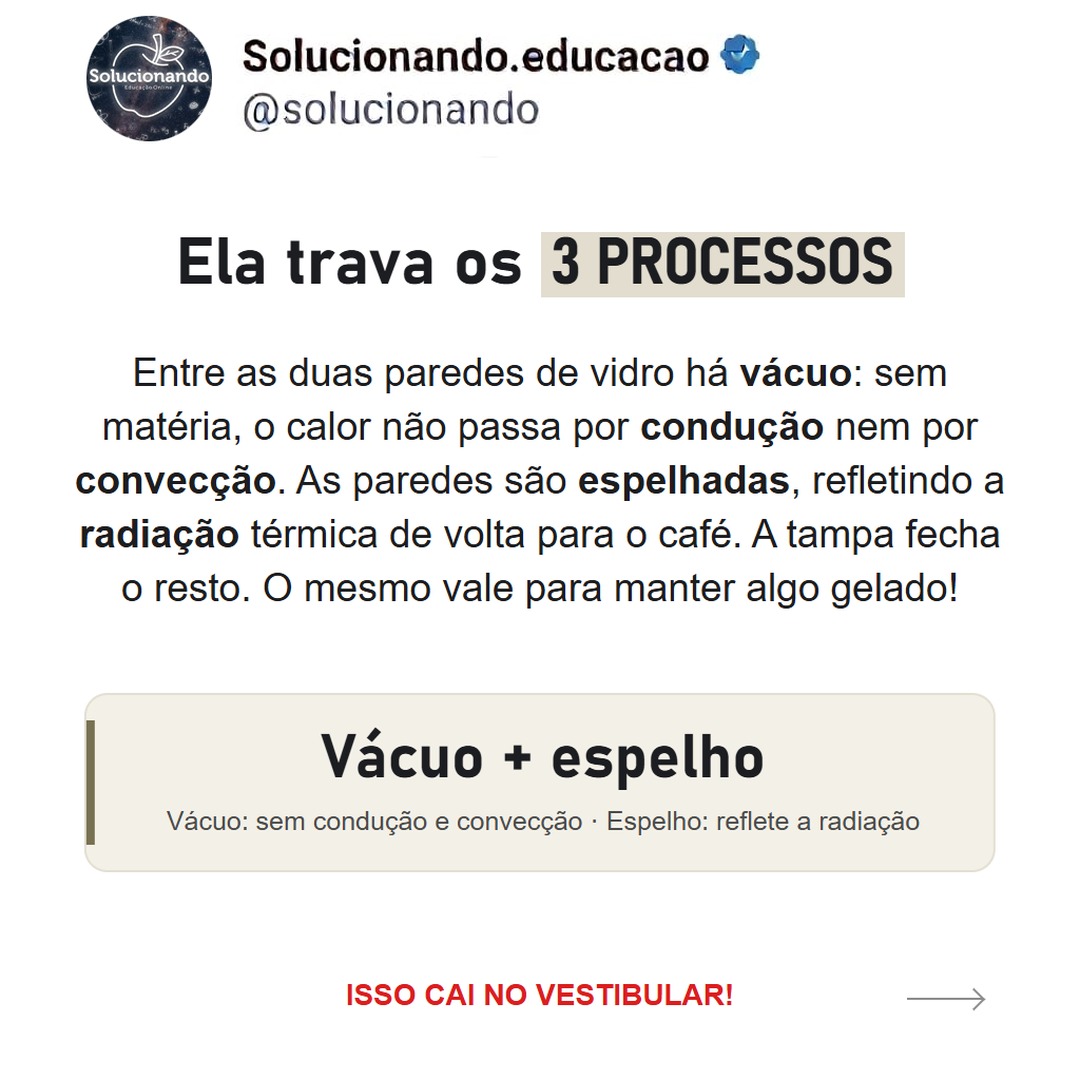 Solucionando
Educação Online
Solucionando.educacao
@solucionando
Ela trava os 3 PROCESSOS
Entre as duas paredes de vidro há vácuo: sem
matéria, o calor não passa por condução nem por
convecção. As paredes são espelhadas, refletindo a
radiação térmica de volta para o café. A tampa fecha
o resto. O mesmo vale para manter algo gelado!
Vácuo + espelho
Vácuo: sem condução e convecção · Espelho: reflete a radiação
ISSO CAI NO VESTIBULAR!